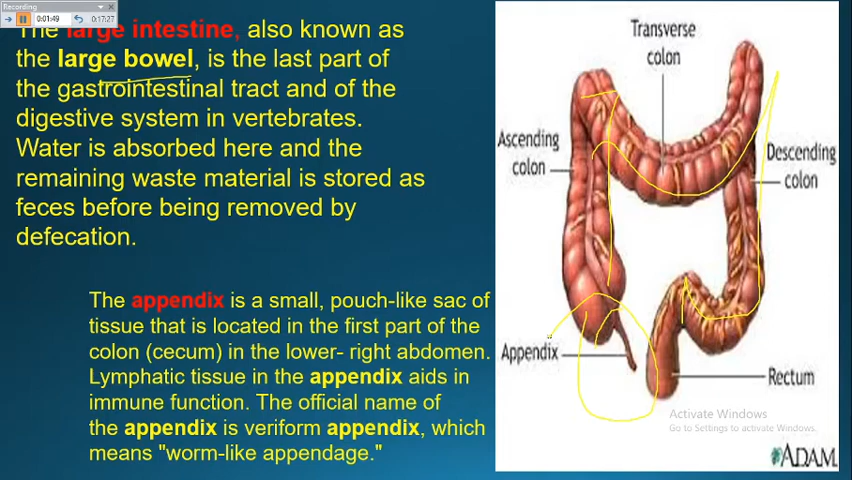 Recording
0:01:49
0:17:27
The large intestine, also known as
the large bowel, is the last part of
the gastrointestinal tract and of the
digestive system in vertebrates.
Water is absorbed here and the
remaining waste material is stored as
feces before being removed by
defecation.
The appendix is a small, pouch-like sac of
tissue that is located in the first part of the
colon (cecum) in the lower- right abdomen.
Lymphatic tissue in the appendix aids in
immune function. The official name of
the appendix is veriform appendix, which
means "worm-like appendage."
Transverse
colon
Ascending
colon
Descending
colon
Appendix
Rectum
Activate Windows
Go to Settings to activate Windows.
ADAM.